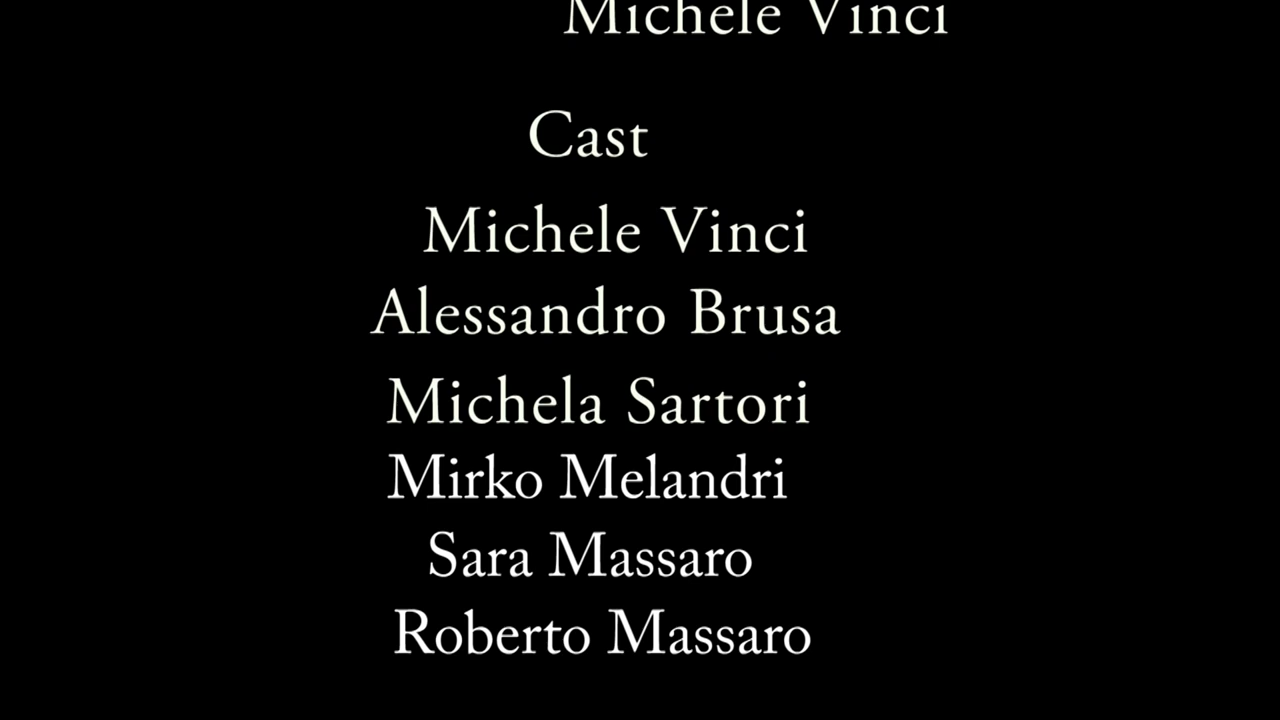 Michele Vinci
Cast
Michele Vinci
Alessandro Brusa
Michela Sartori
Mirko Melandri
Sara Massaro
Roberto Massaro